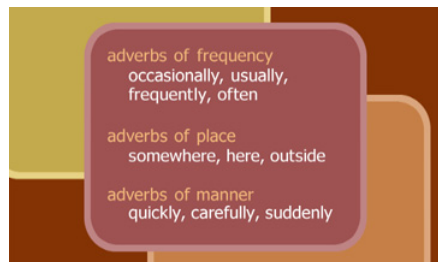 adverbs of frequency
occasionally, usually,
frequently, often
adverbs of place
somewhere, here, outside
adverbs of manner
quickly, carefully, suddenly